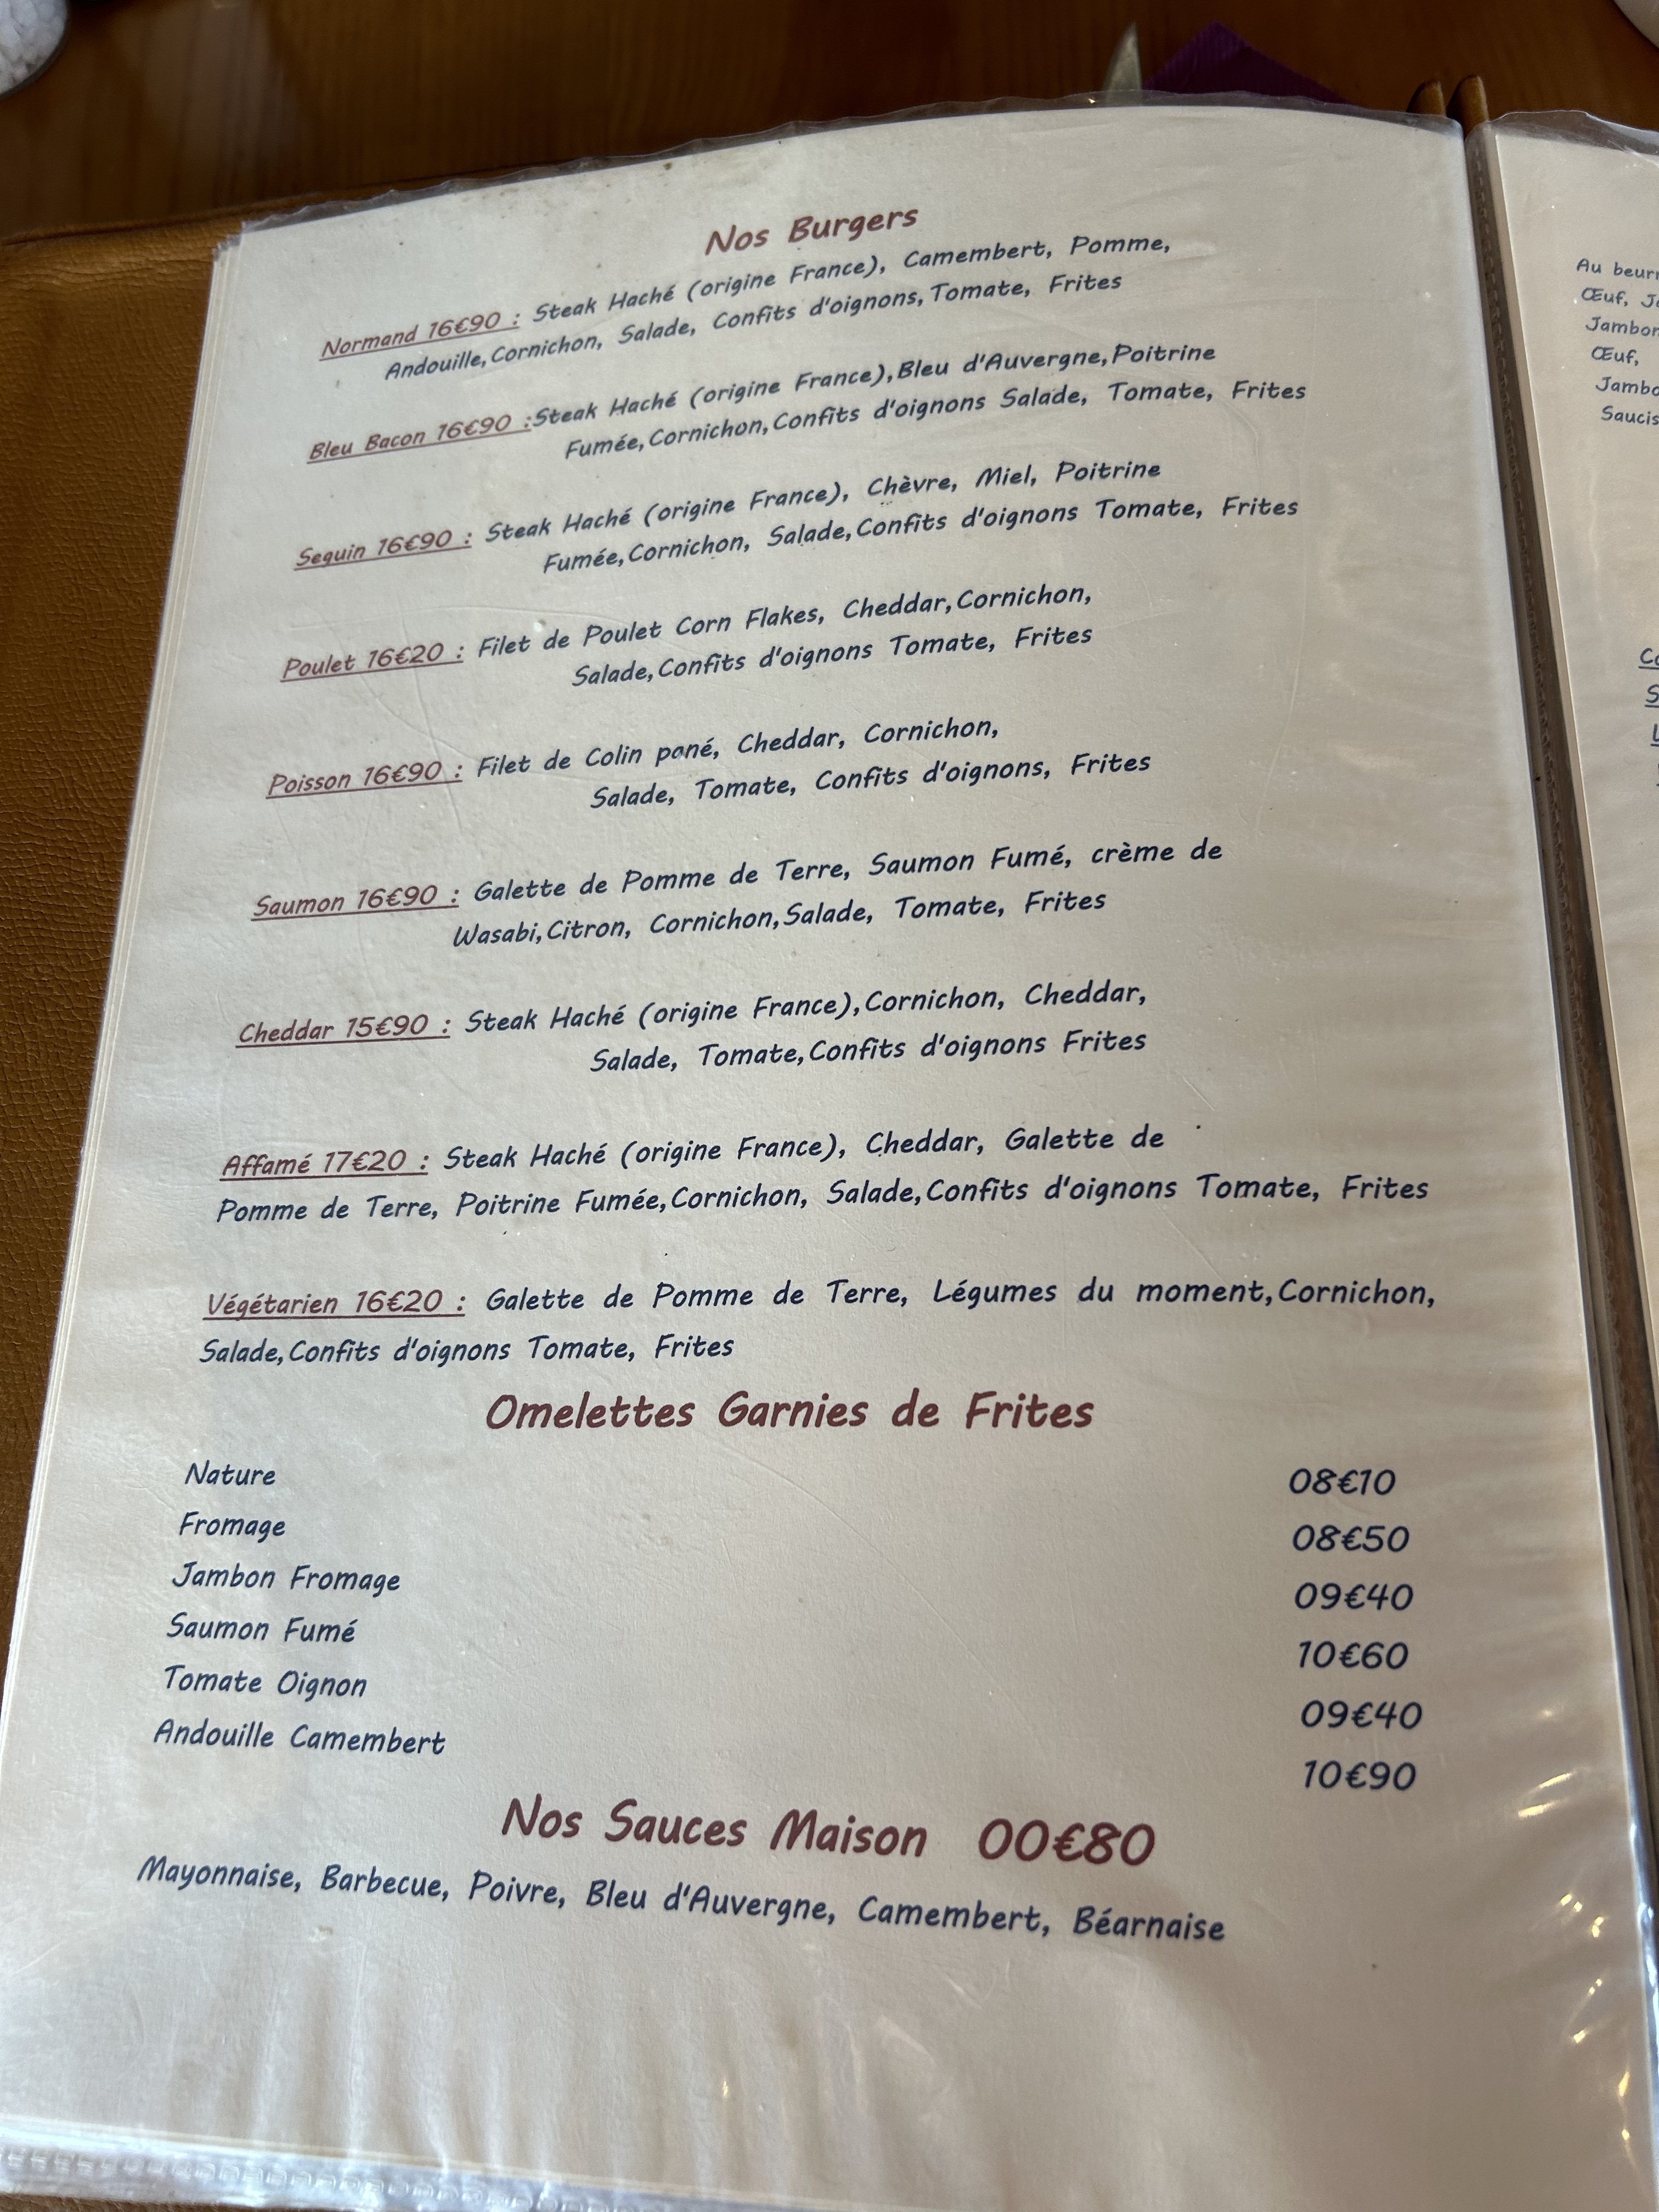 Nos Burgers
Normand 16€90 : Steak Haché (origine France), Camembert, Pomme,
Andouille, Cornichon, Salade, Confits d'oignons, Tomate, Frites
Bleu Bacon 16€90 :Steak Haché (origine France), Bleu d'Auvergne, Poitrine
Fumée, Cornichon, Confits d'oignons Salade, Tomate, Frites
Seguin 16€90 : Steak Haché (origine France), Chèvre, Miel, Poitrine
Fumée, Cornichon, Salade, Confits d'oignons Tomate, Frites
Poulet 16€20 : Filet de Poulet Corn Flakes, Cheddar, Cornichon,
Salade, Confits d'oignons Tomate, Frites
Poisson 16€90 : Filet de Colin pané, Cheddar, Cornichon,
Salade, Tomate, Confits d'oignons, Frites
Saumon 16€90 : Galette de Pomme de Terre, Saumon Fumé, crème de
Wasabi, Citron, Cornichon, Salade, Tomate, Frites
Cheddar 15€90 : Steak Haché (origine France), Cornichon, Cheddar,
Salade, Tomate, Confits d'oignons Frites
Affamé 17€20 : Steak Haché (origine France), Cheddar, Galette de
Pomme de Terre, Poitrine Fumée, Cornichon, Salade, Confits d'oignons Tomate, Frites
Végétarien 16€20 : Galette de Pomme de Terre, Légumes du moment, Cornichon,
Salade, Confits d'oignons Tomate, Frites
Omelettes Garnies de Frites
Nature 08€10
Fromage 08€50
Jambon Fromage 09€40
Saumon Fumé 10€60
Tomate Oignon 09€40
Andouille Camembert 10€90
Nos Sauces Maison 00€80
Mayonnaise, Barbecue, Poivre, Bleu d'Auvergne, Camembert, Béarnaise
Au
Œuf,
Œuf,